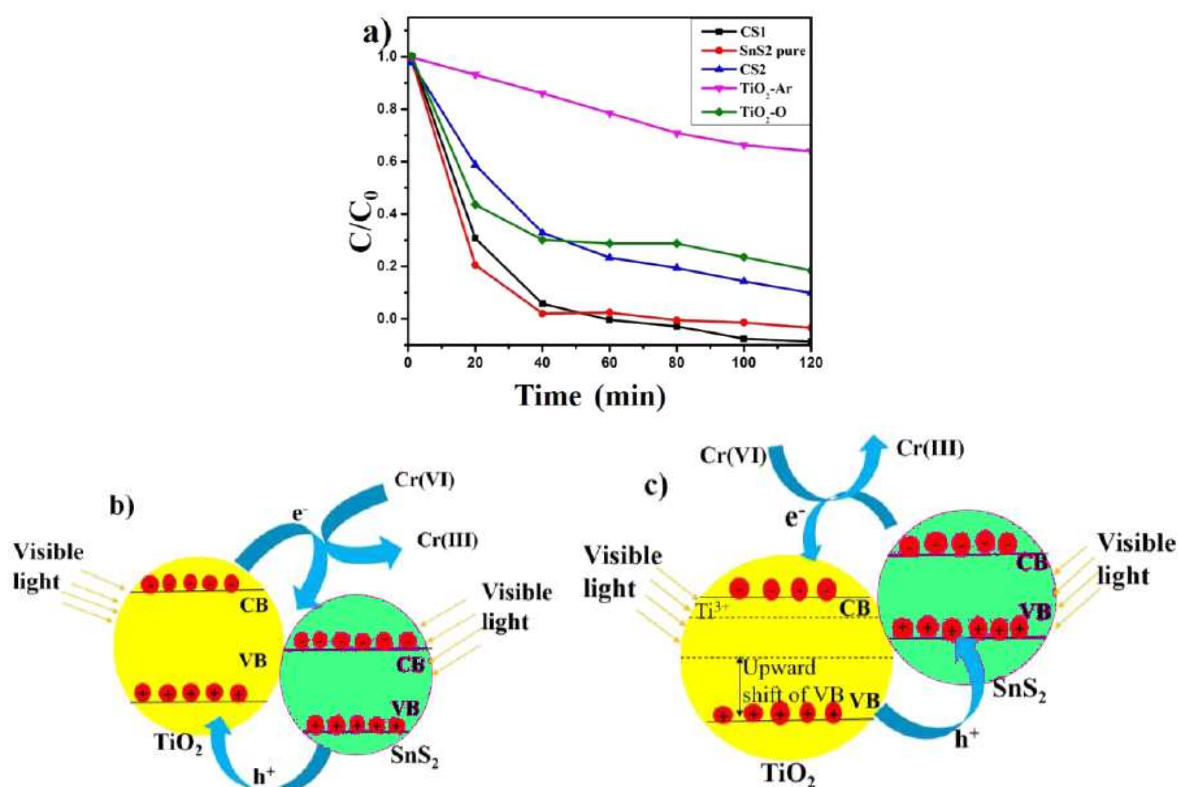 a)
CS1
SnS2 pure
CS2
TiO₂-Ar
TiO₂-O
1.0
0.8
0.6
0.4
0.2
0.0
C/C₀
0 20 40 60 80 100 120
Time (min)
b)
Cr(VI)
e⁻
Cr(III)
Visible
light
CB
VB
TiO₂
Visible
light
CB
VB
SnS₂
h⁺
c)
Cr(VI)
Cr(III)
e⁻
Visible
light
Ti³⁺
CB
Upward
shift of VB
VB
TiO₂
Visible
light
CB
VB
SnS₂
h⁺